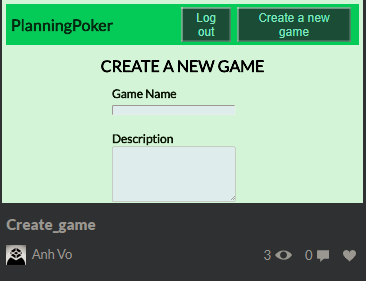 PlanningPoker
Log
out
Create a new
game
CREATE A NEW GAME
Game Name
Description
Create_game
Anh Vo
3
0